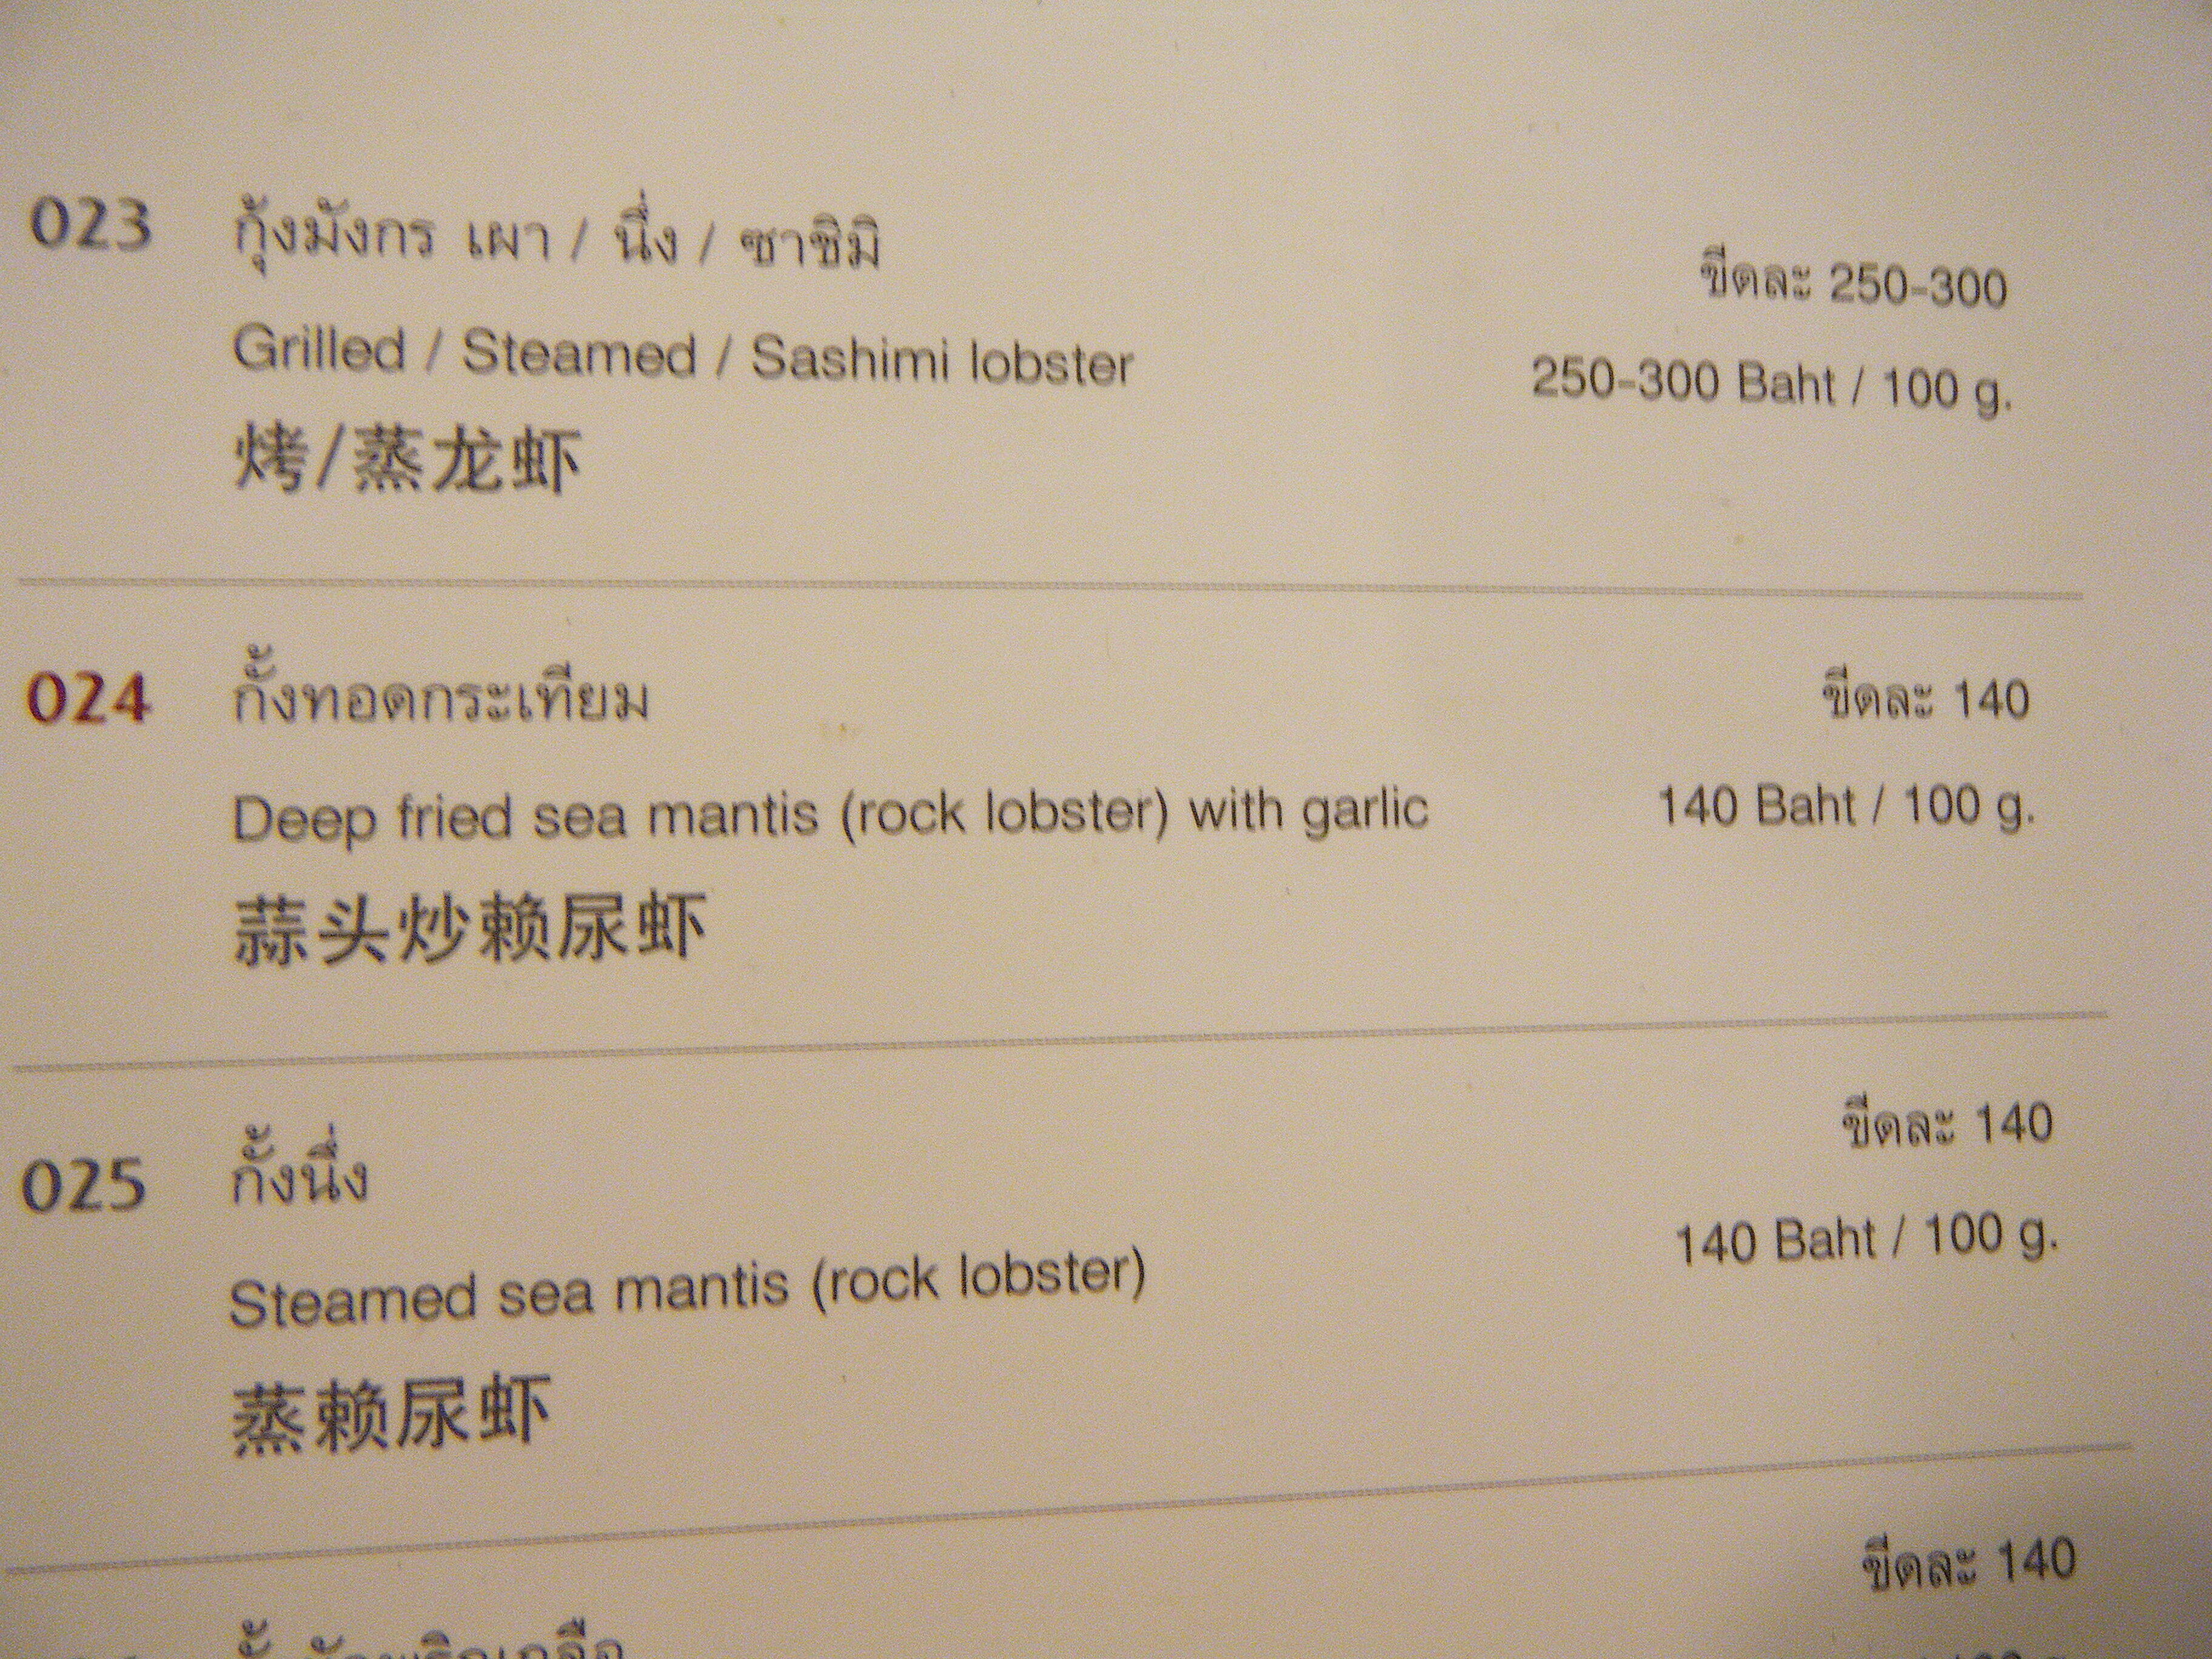 023 กุ้งมังกร เผา / นึ่ง / ซาชิมิ
ขีดละ 250-300
Grilled / Steamed / Sashimi lobster
250-300 Baht / 100 g.
烤/蒸龙虾
024 กั้งทอดกระเทียม
ขีดละ 140
Deep fried sea mantis (rock lobster) with garlic
140 Baht / 100 g.
蒜头炒赖尿虾
025 กั้งนึ่ง
ขีดละ 140
Steamed sea mantis (rock lobster)
140 Baht / 100 g.
蒸赖尿虾
ขีดละ 140